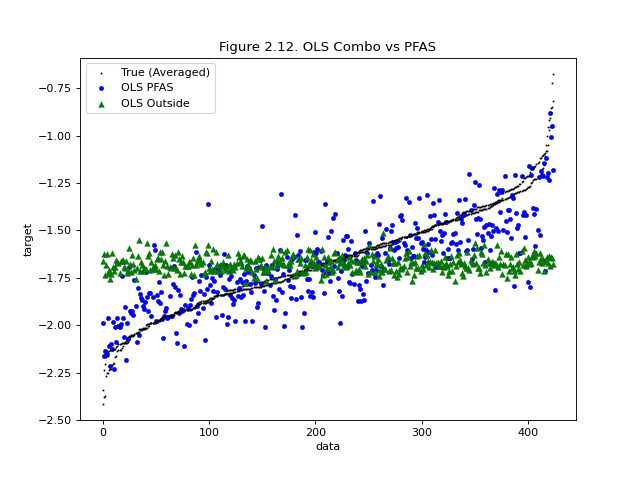 Figure 2.12. OLS Combo vs PFAS
True (Averaged)
OLS PFAS
OLS Outside
target
−0.75
−1.00
−1.25
−1.50
−1.75
−2.00
−2.25
−2.50
0 100 200 300 400
data